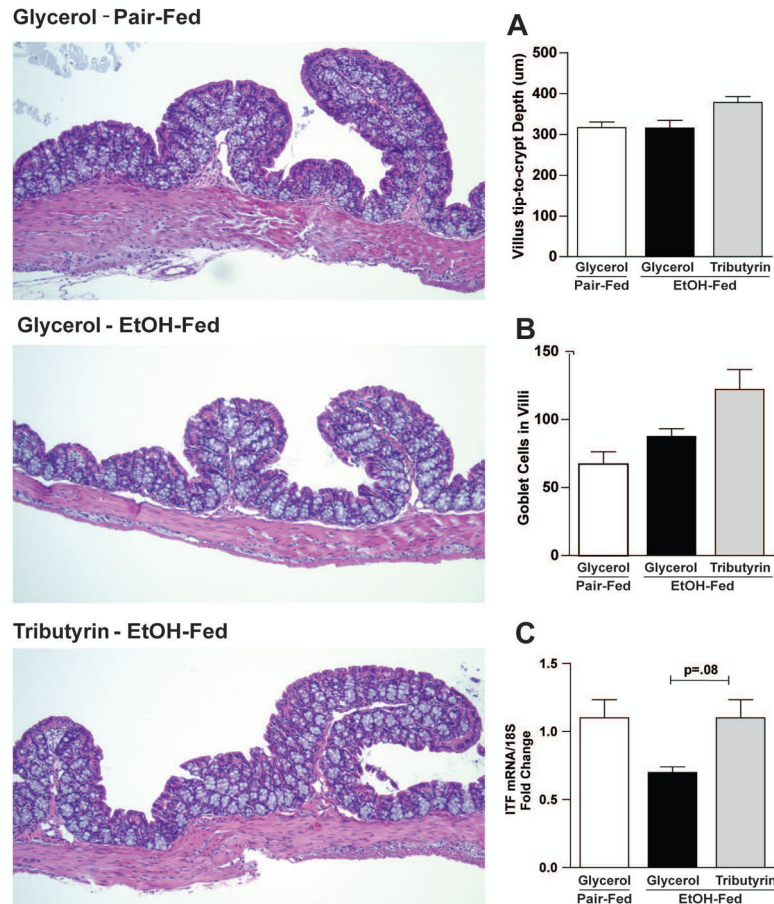 Glycerol - Pair-Fed
A
Villus tip-to-crypt Depth (um)
500
400
300
200
100
0
Glycerol Glycerol Tributyrin
Pair-Fed EtOH-Fed
Glycerol - EtOH-Fed
B
Goblet Cells in Villi
150
100
50
0
Glycerol Glycerol Tributyrin
Pair-Fed EtOH-Fed
Tributyrin - EtOH-Fed
C
ITF mRNA/18S
Fold Change
1.5
1.0
0.5
0.0
p=.08
Glycerol Glycerol Tributyrin
Pair-Fed EtOH-Fed